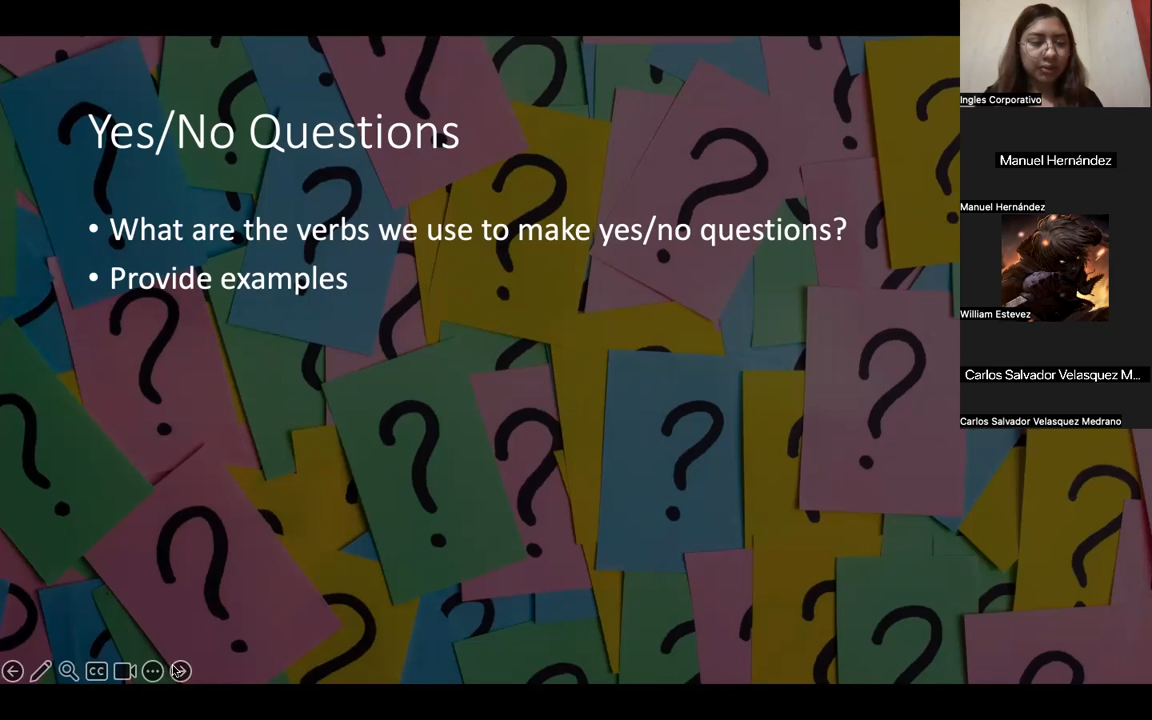 Yes/No Questions
• What are the verbs we use to make yes/no questions?
• Provide examples
CC
Ingles Corporativo
Manuel Hernández
Manuel Hernández
William Estevez
Carlos Salvador Velasquez M...
Carlos Salvador Velasquez Medrano